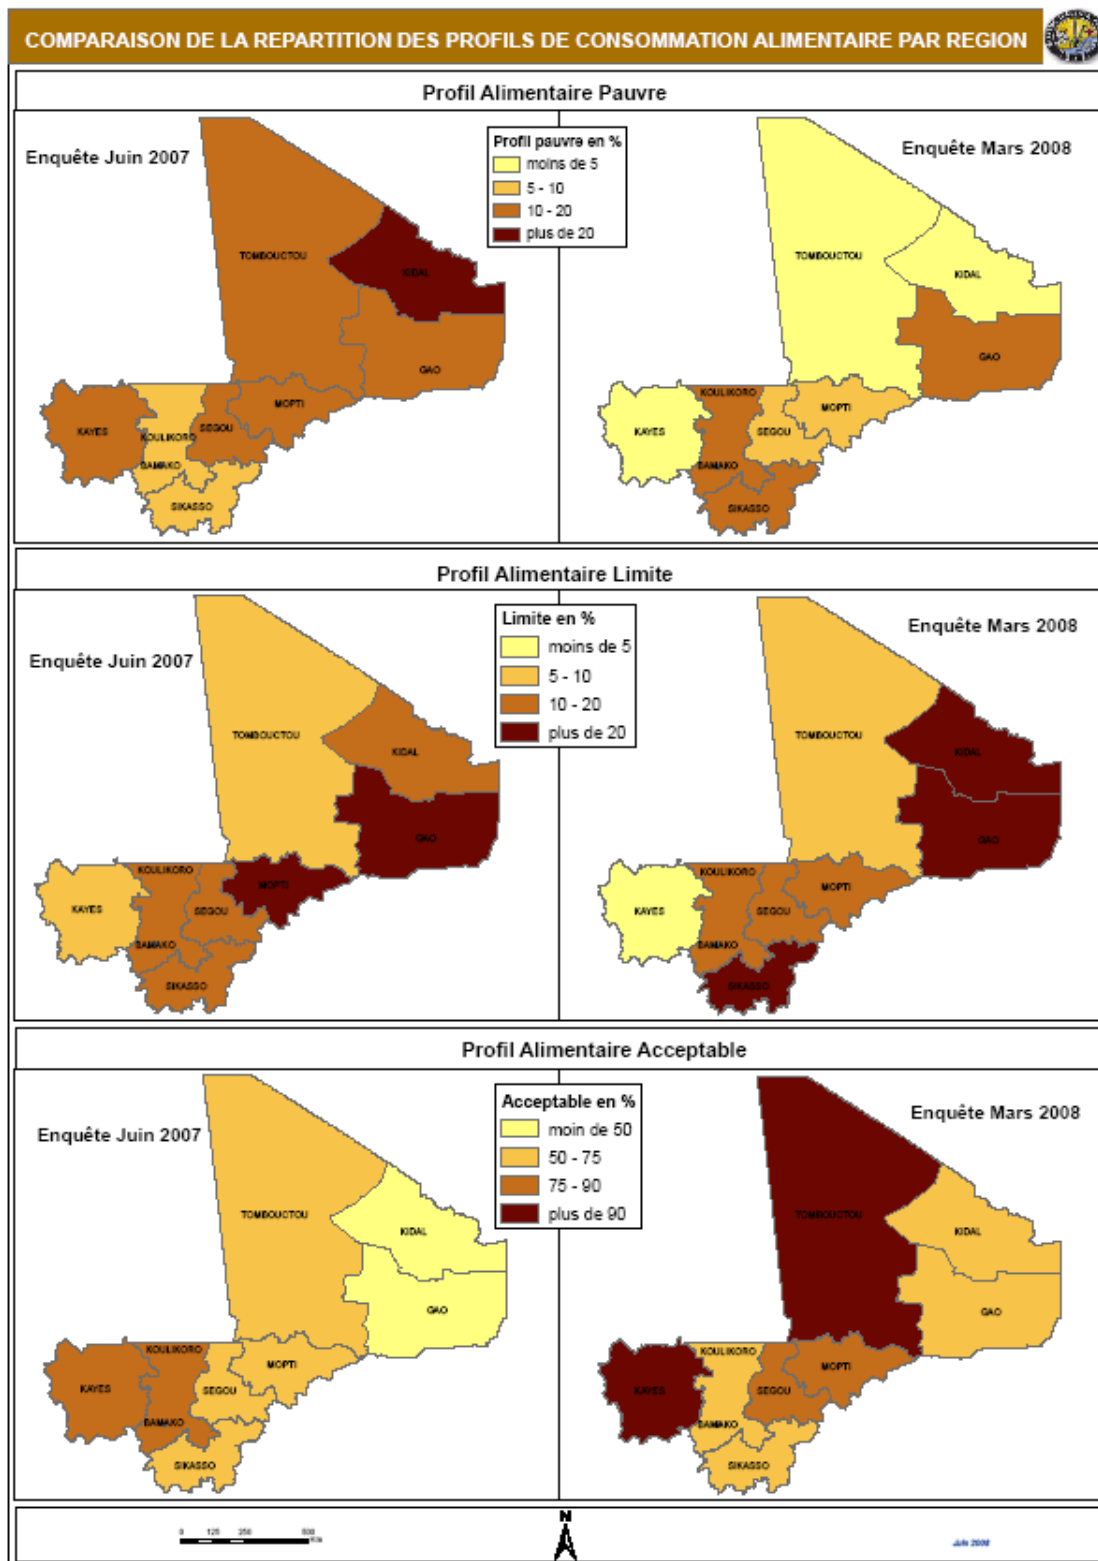 COMPARAISON DE LA REPARTITION DES PROFILS DE CONSOMMATION ALIMENTAIRE PAR REGION
Profil Alimentaire Pauvre
Enquête Juin 2007
Profil pauvre en %
moins de 5
5 - 10
10 - 20
plus de 20
Enquête Mars 2008
TOMBOUCTOU
KIDAL
GAO
MOPTI
KAYES
SEGOU
KOULIKORO
BAMAKO
SIKASSO
TOMBOUCTOU
KIDAL
GAO
KOULIKORO
MOPTI
KAYES
SEGOU
BAMAKO
SIKASSO
Profil Alimentaire Limite
Enquête Juin 2007
Limite en %
moins de 5
5 - 10
10 - 20
plus de 20
Enquête Mars 2008
TOMBOUCTOU
KIDAL
GAO
KOULIKORO
MOPTI
KAYES
SEGOU
BAMAKO
SIKASSO
TOMBOUCTOU
KIDAL
GAO
KOULIKORO
MOPTI
KAYES
SEGOU
BAMAKO
SIKASSO
Profil Alimentaire Acceptable
Enquête Juin 2007
Acceptable en %
moin de 50
50 - 75
75 - 90
plus de 90
Enquête Mars 2008
TOMBOUCTOU
KIDAL
GAO
KOULIKORO
MOPTI
KAYES
SEGOU
BAMAKO
SIKASSO
TOMBOUCTOU
KIDAL
GAO
KOULIKORO
MOPTI
KAYES
SEGOU
BAMAKO
SIKASSO
0 125 250 500
N
Juin 2008